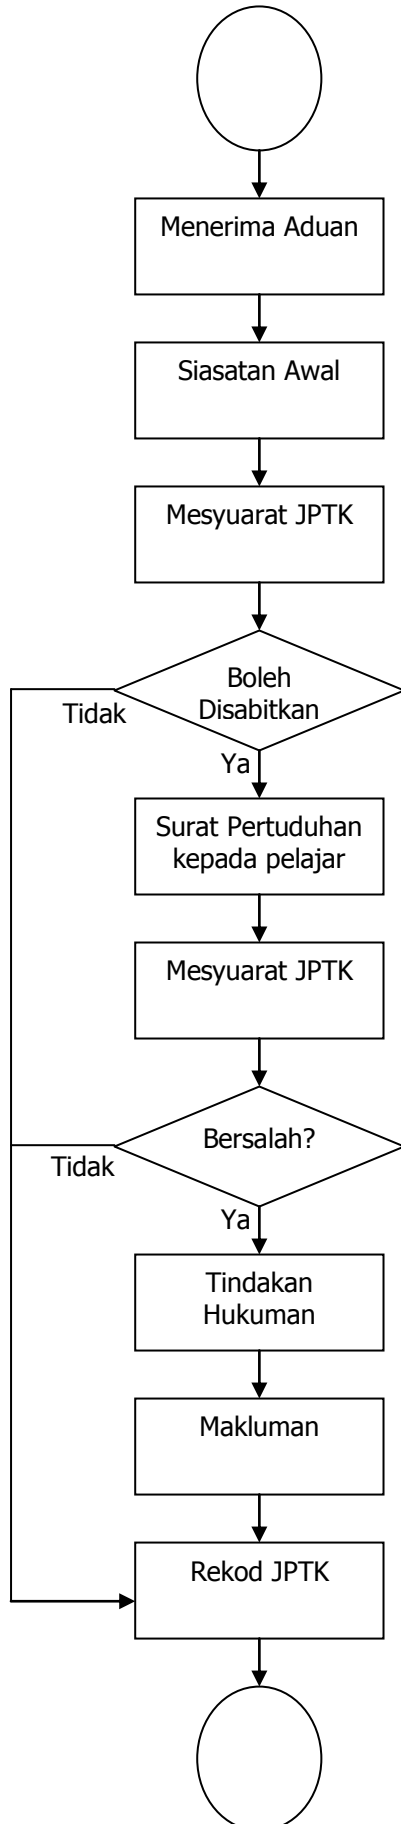 Menerima Aduan
Siasatan Awal
Mesyuarat JPTK
Boleh
Disabitkan
Tidak
Ya
Surat Pertuduhan
kepada pelajar
Mesyuarat JPTK
Bersalah?
Tidak
Ya
Tindakan
Hukuman
Makluman
Rekod JPTK